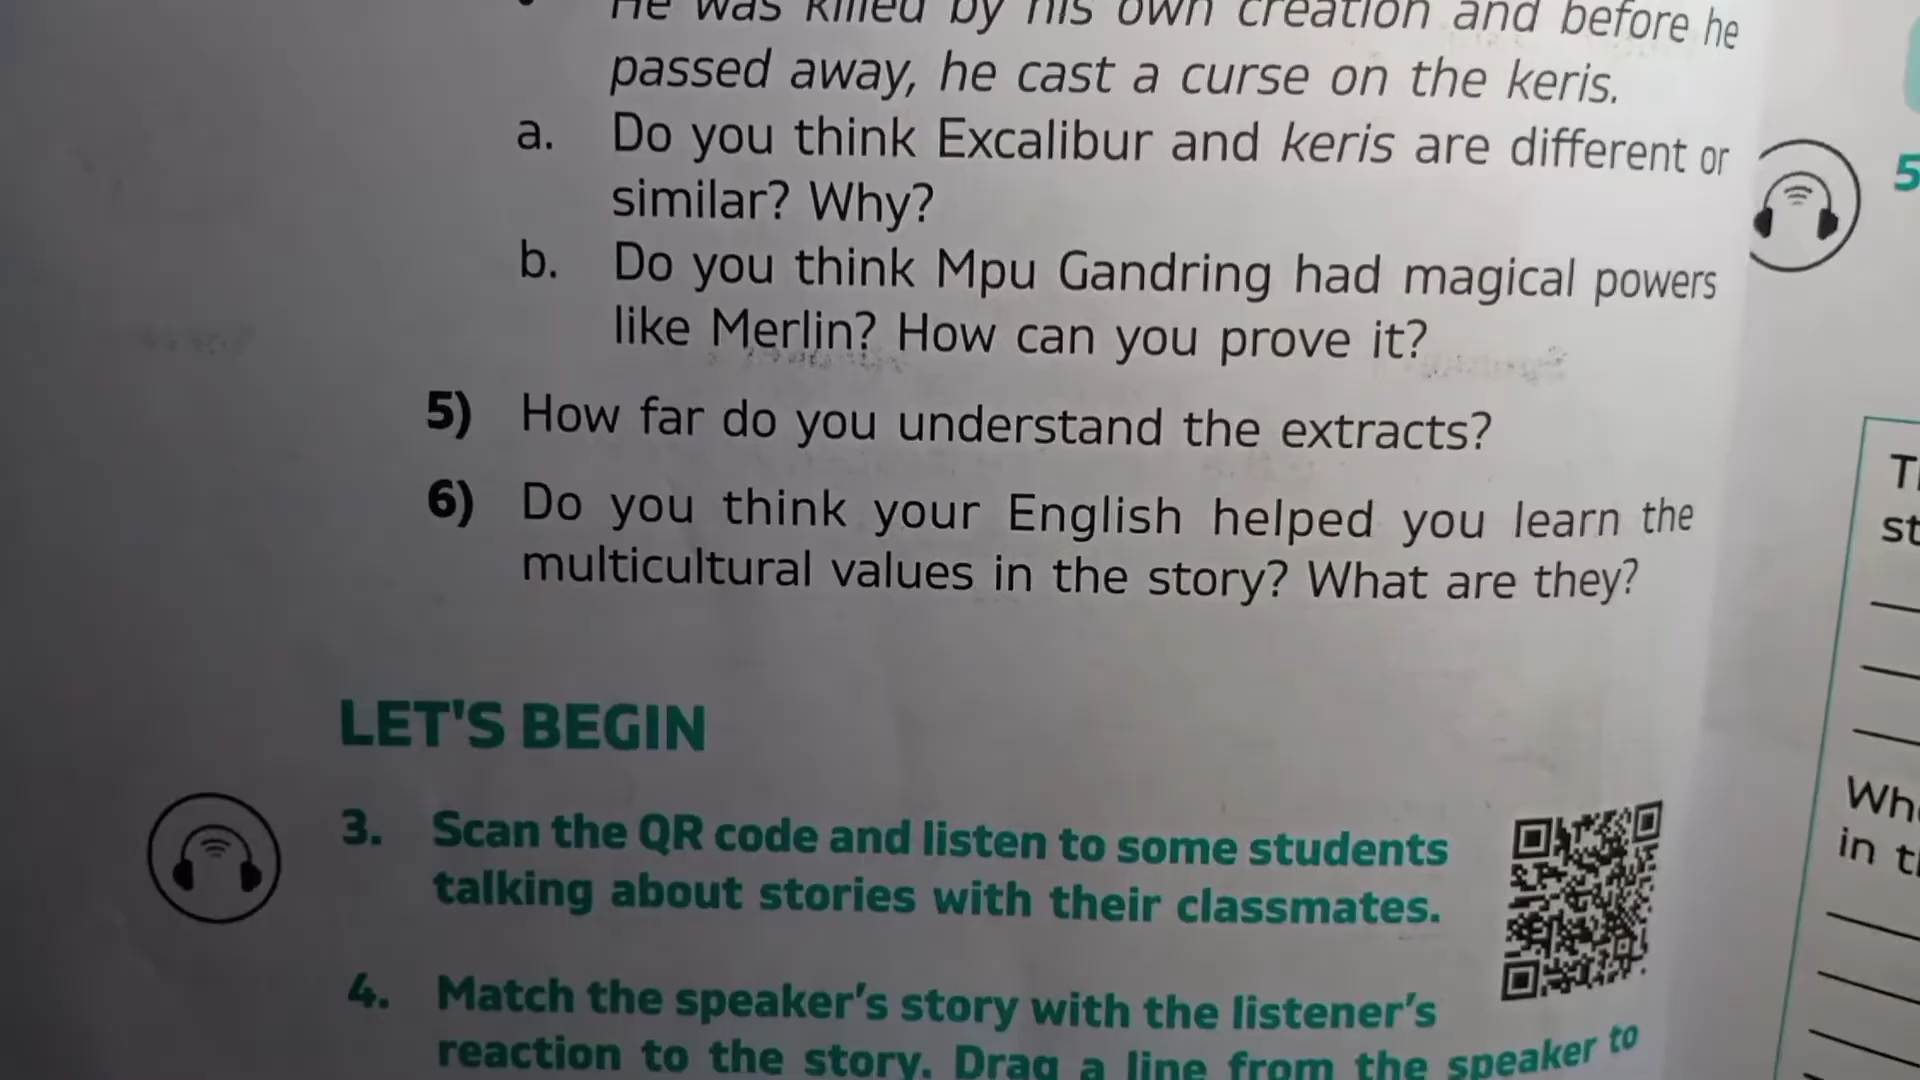 He was killed by his own creation and before he
passed away, he cast a curse on the keris.
a. Do you think Excalibur and keris are different or
similar? Why?
b. Do you think Mpu Gandring had magical powers
like Merlin? How can you prove it?
5) How far do you understand the extracts?
6) Do you think your English helped you learn the
multicultural values in the story? What are they?
LET'S BEGIN
3. Scan the QR code and listen to some students
talking about stories with their classmates.
4. Match the speaker's story with the listener's
reaction to the story. Drag a line from the speaker to
5
in